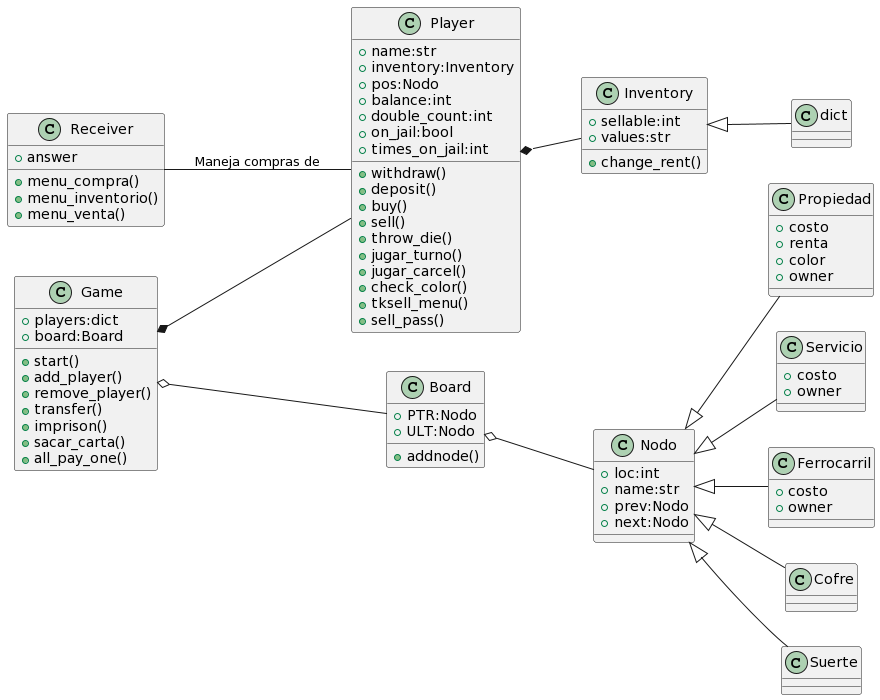 Player
name:str
inventory:Inventory
pos:Nodo
balance:int
double_count:int
on_jail:bool
times_on_jail:int
withdraw()
deposit()
buy()
sell()
throw_die()
jugar_turno()
jugar_carcel()
check_color()
tksell_menu()
sell_pass()
Receiver
answer
menu_compra()
menu_inventorio()
menu_venta()
Maneja compras de
Inventory
sellable:int
values:str
change_rent()
dict
Game
players:dict
board:Board
start()
add_player()
remove_player()
transfer()
imprison()
sacar_carta()
all_pay_one()
Board
PTR:Nodo
ULT:Nodo
addnode()
Nodo
loc:int
name:str
prev:Nodo
next:Nodo
Propiedad
costo
renta
color
owner
Servicio
costo
owner
Ferrocarril
costo
owner
Cofre
Suerte